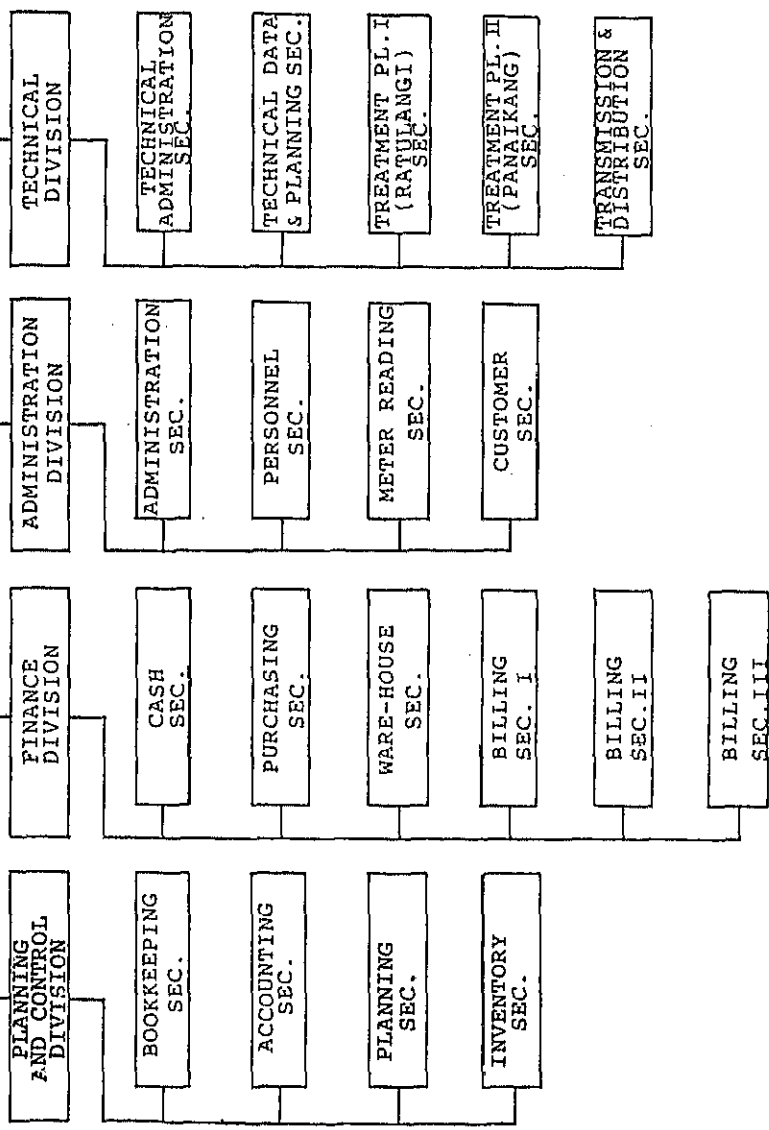 PLANNING
AND CONTROL
DIVISION
BOOKKEEPING
SEC.
ACCOUNTING
SEC.
PLANNING
SEC.
INVENTORY
SEC.
FINANCE
DIVISION
CASH
SEC.
PURCHASING
SEC.
WARE-HOUSE
SEC.
BILLING
SEC. I
BILLING
SEC.II
BILLING
SEC.III
ADMINISTRATION
DIVISION
ADMINISTRATION
SEC.
PERSONNEL
SEC.
METER READING
SEC.
CUSTOMER
SEC.
TECHNICAL
DIVISION
TECHNICAL
ADMINISTRATION
SEC.
TECHNICAL DATA
& PLANNING SEC.
TREATMENT PL.I
(RATULANGI)
SEC.
TREATMENT PL.II
(PANAIKANG)
SEC.
TRANSMISSION &
DISTRIBUTION
SEC.